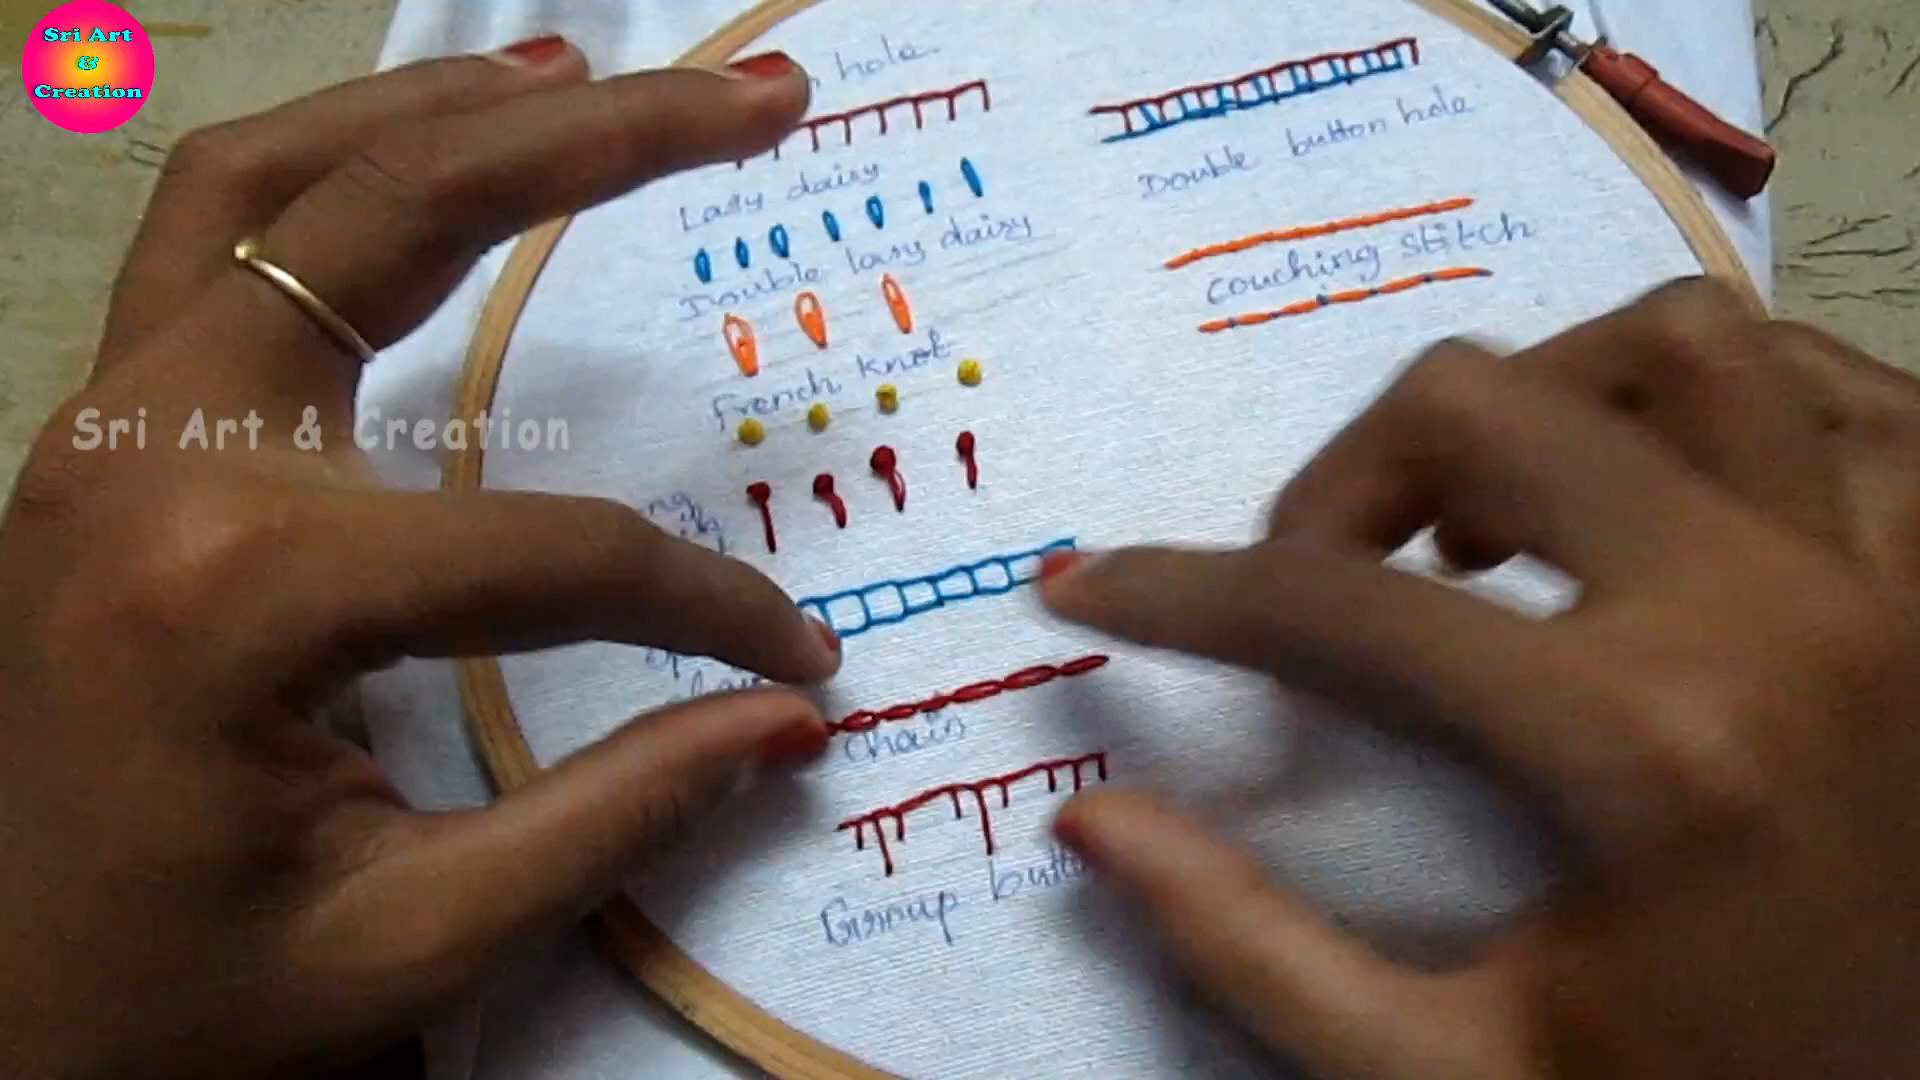 Sri Art
&
Creation
hole
Lazy daisy
Double lazy daisy
French knot
Double button hole
couching stitch
Sri Art & Creation
chain
Group